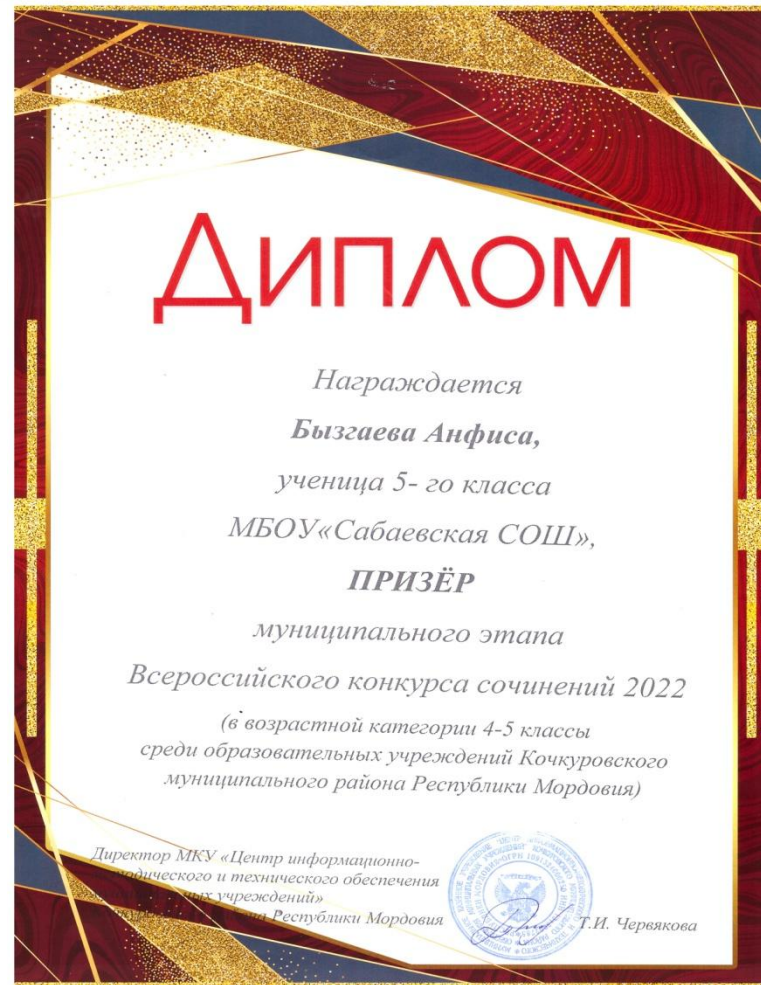 Диплом
Награждается
Бызгаева Анфиса,
ученица 5- го класса
МБОУ«Сабаевская СОШ»,
ПРИЗЁР
муниципального этапа
Всероссийского конкурса сочинений 2022
(в возрастной категории 4-5 классы
среди образовательных учреждений Кочкуровского
муниципального района Республики Мордовия)
Директор МКУ «Центр информационно-
и технического обеспечения
учреждений»
Республики Мордовия
Т.И. Червякова